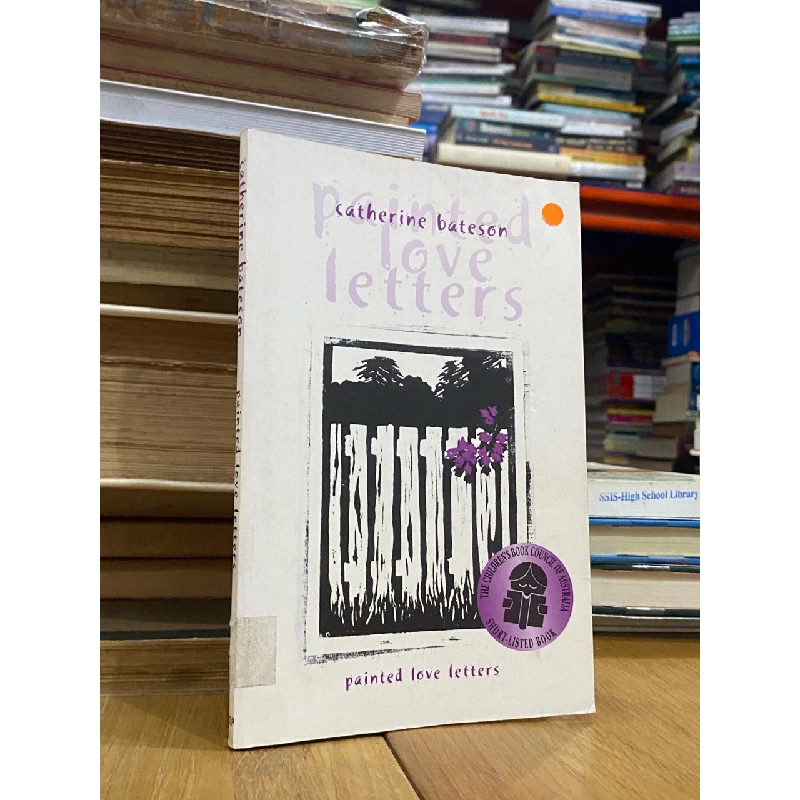 painted
catherine bateson
love
letters
THE CHILDREN'S BOOK COUNCIL OF AUSTRALIA
SHORT-LISTED BOOK
painted love letters
catherine bateson painted love letters
SSIS-High School Library